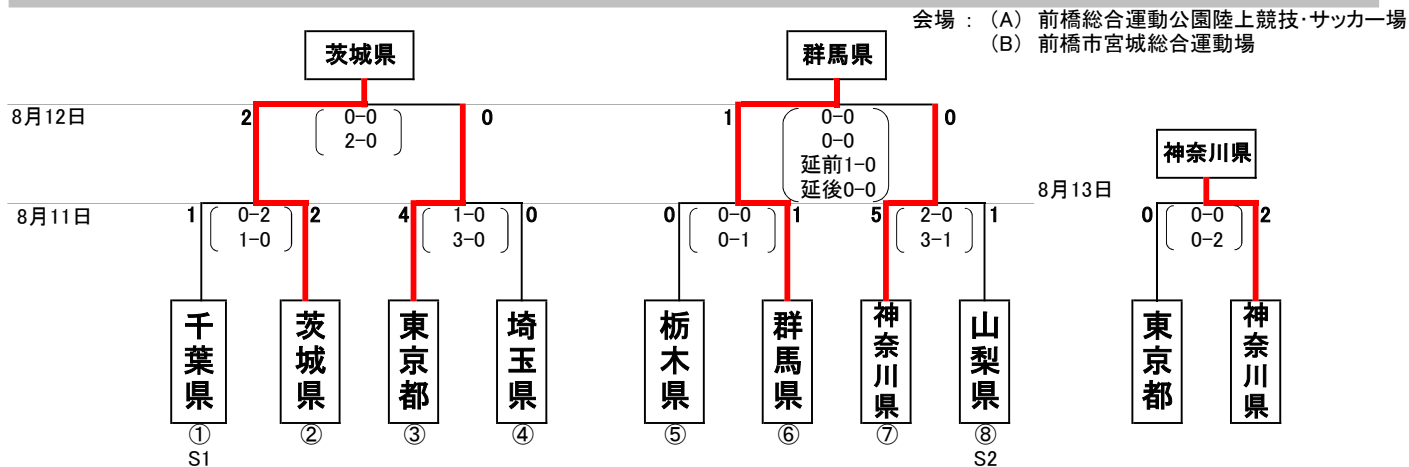 会場 : (A) 前橋総合運動公園陸上競技・サッカー場
(B) 前橋市宮城総合運動場
茨城県
群馬県
8月12日
2
0-0
2-0
0
1
0-0
0-0
延前1-0
延後0-0
0
神奈川県
8月13日
8月11日
1
0-2
1-0
2
4
1-0
3-0
0
0
0-0
0-1
1
5
2-0
3-1
1
0
0-0
0-2
2
千葉県
茨城県
東京都
埼玉県
栃木県
群馬県
神奈川県
山梨県
東京都
神奈川県
①
②
③
④
⑤
⑥
⑦
⑧
S1
S2